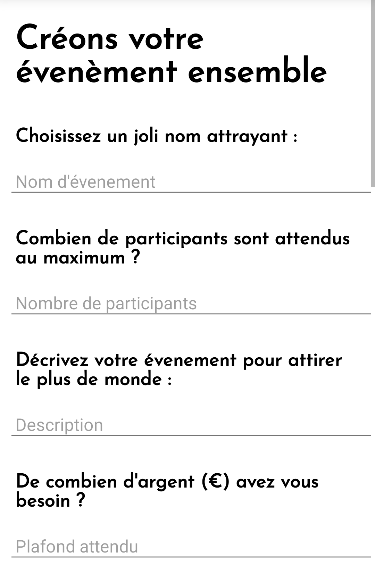 Créons votre
évenèment ensemble
Choisissez un joli nom attrayant :
Nom d'évenement
Combien de participants sont attendus
au maximum ?
Nombre de participants
Décrivez votre évenement pour attirer
le plus de monde :
Description
De combien d'argent (€) avez vous
besoin ?
Plafond attendu